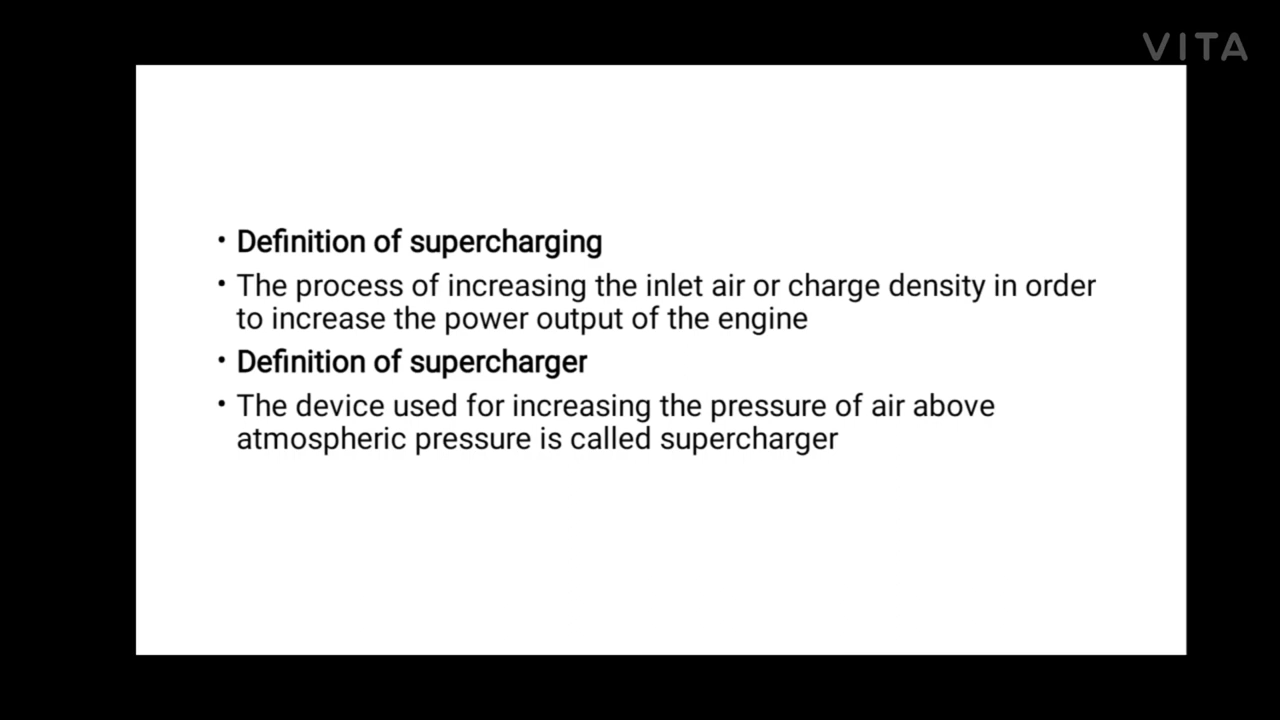 VITA
• Definition of supercharging
• The process of increasing the inlet air or charge density in order
to increase the power output of the engine
• Definition of supercharger
• The device used for increasing the pressure of air above
atmospheric pressure is called supercharger